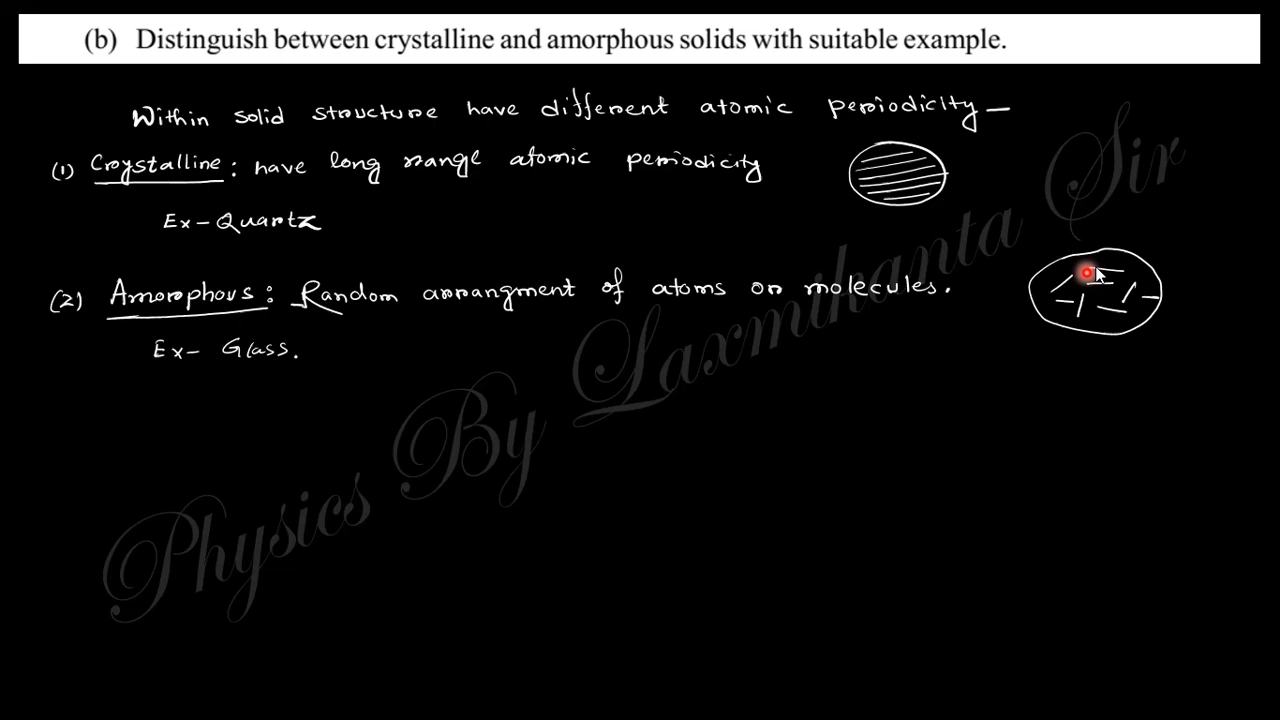 (b) Distinguish between crystalline and amorphous solids with suitable example.
Within solid structure have different atomic periodicity —
(1) Crystalline : have long range atomic periodicity
Ex - Quartz
(2) Amorphous : Random arrangment of atoms or molecules.
Ex - Glass.
Physics By Laxmikanta Sir